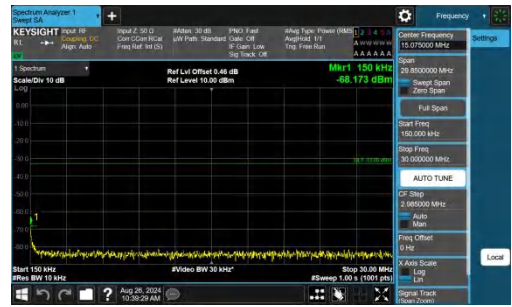 Spectrum Analyzer 1
Swept SA
Frequency
KEYSIGHT
Input: RF
Coupling: DC
Align: Auto
Input Z: 50 Ω
Corr CCorr RCal
Freq Ref: Int (S)
#Atten: 30 dB
µW Path: Standard
PNO: Fast
Gate: Off
IF Gain: Low
Sig Track: Off
#Avg Type: Power (RMS)
Avg|Hold: 1/1
Trig: Free Run
1 2 3 4 5 6
A W W W W W
A A A A A A
1 Spectrum
Scale/Div 10 dB
Log
Ref Lvl Offset 0.46 dB
Ref Level 10.00 dBm
Mkr1 150 kHz
-68.173 dBm
0.00
-10.0
-20.0
-30.0
-40.0
-50.0
-60.0
-70.0
-80.0
1
Start 150 kHz
#Res BW 10 kHz
#Video BW 30 kHz*
Stop 30.00 MHz
#Sweep 1.00 s (1001 pts)
Aug 26, 2024
10:39:29 AM
Center Frequency
15.075000 MHz
Settings
Span
29.8500000 MHz
Swept Span
Zero Span
Full Span
Start Freq
150.000 kHz
Stop Freq
30.000000 MHz
AUTO TUNE
CF Step
2.985000 MHz
Auto
Man
Freq Offset
0 Hz
X Axis Scale
Log
Lin
Signal Track
(Span Zoom)
Local